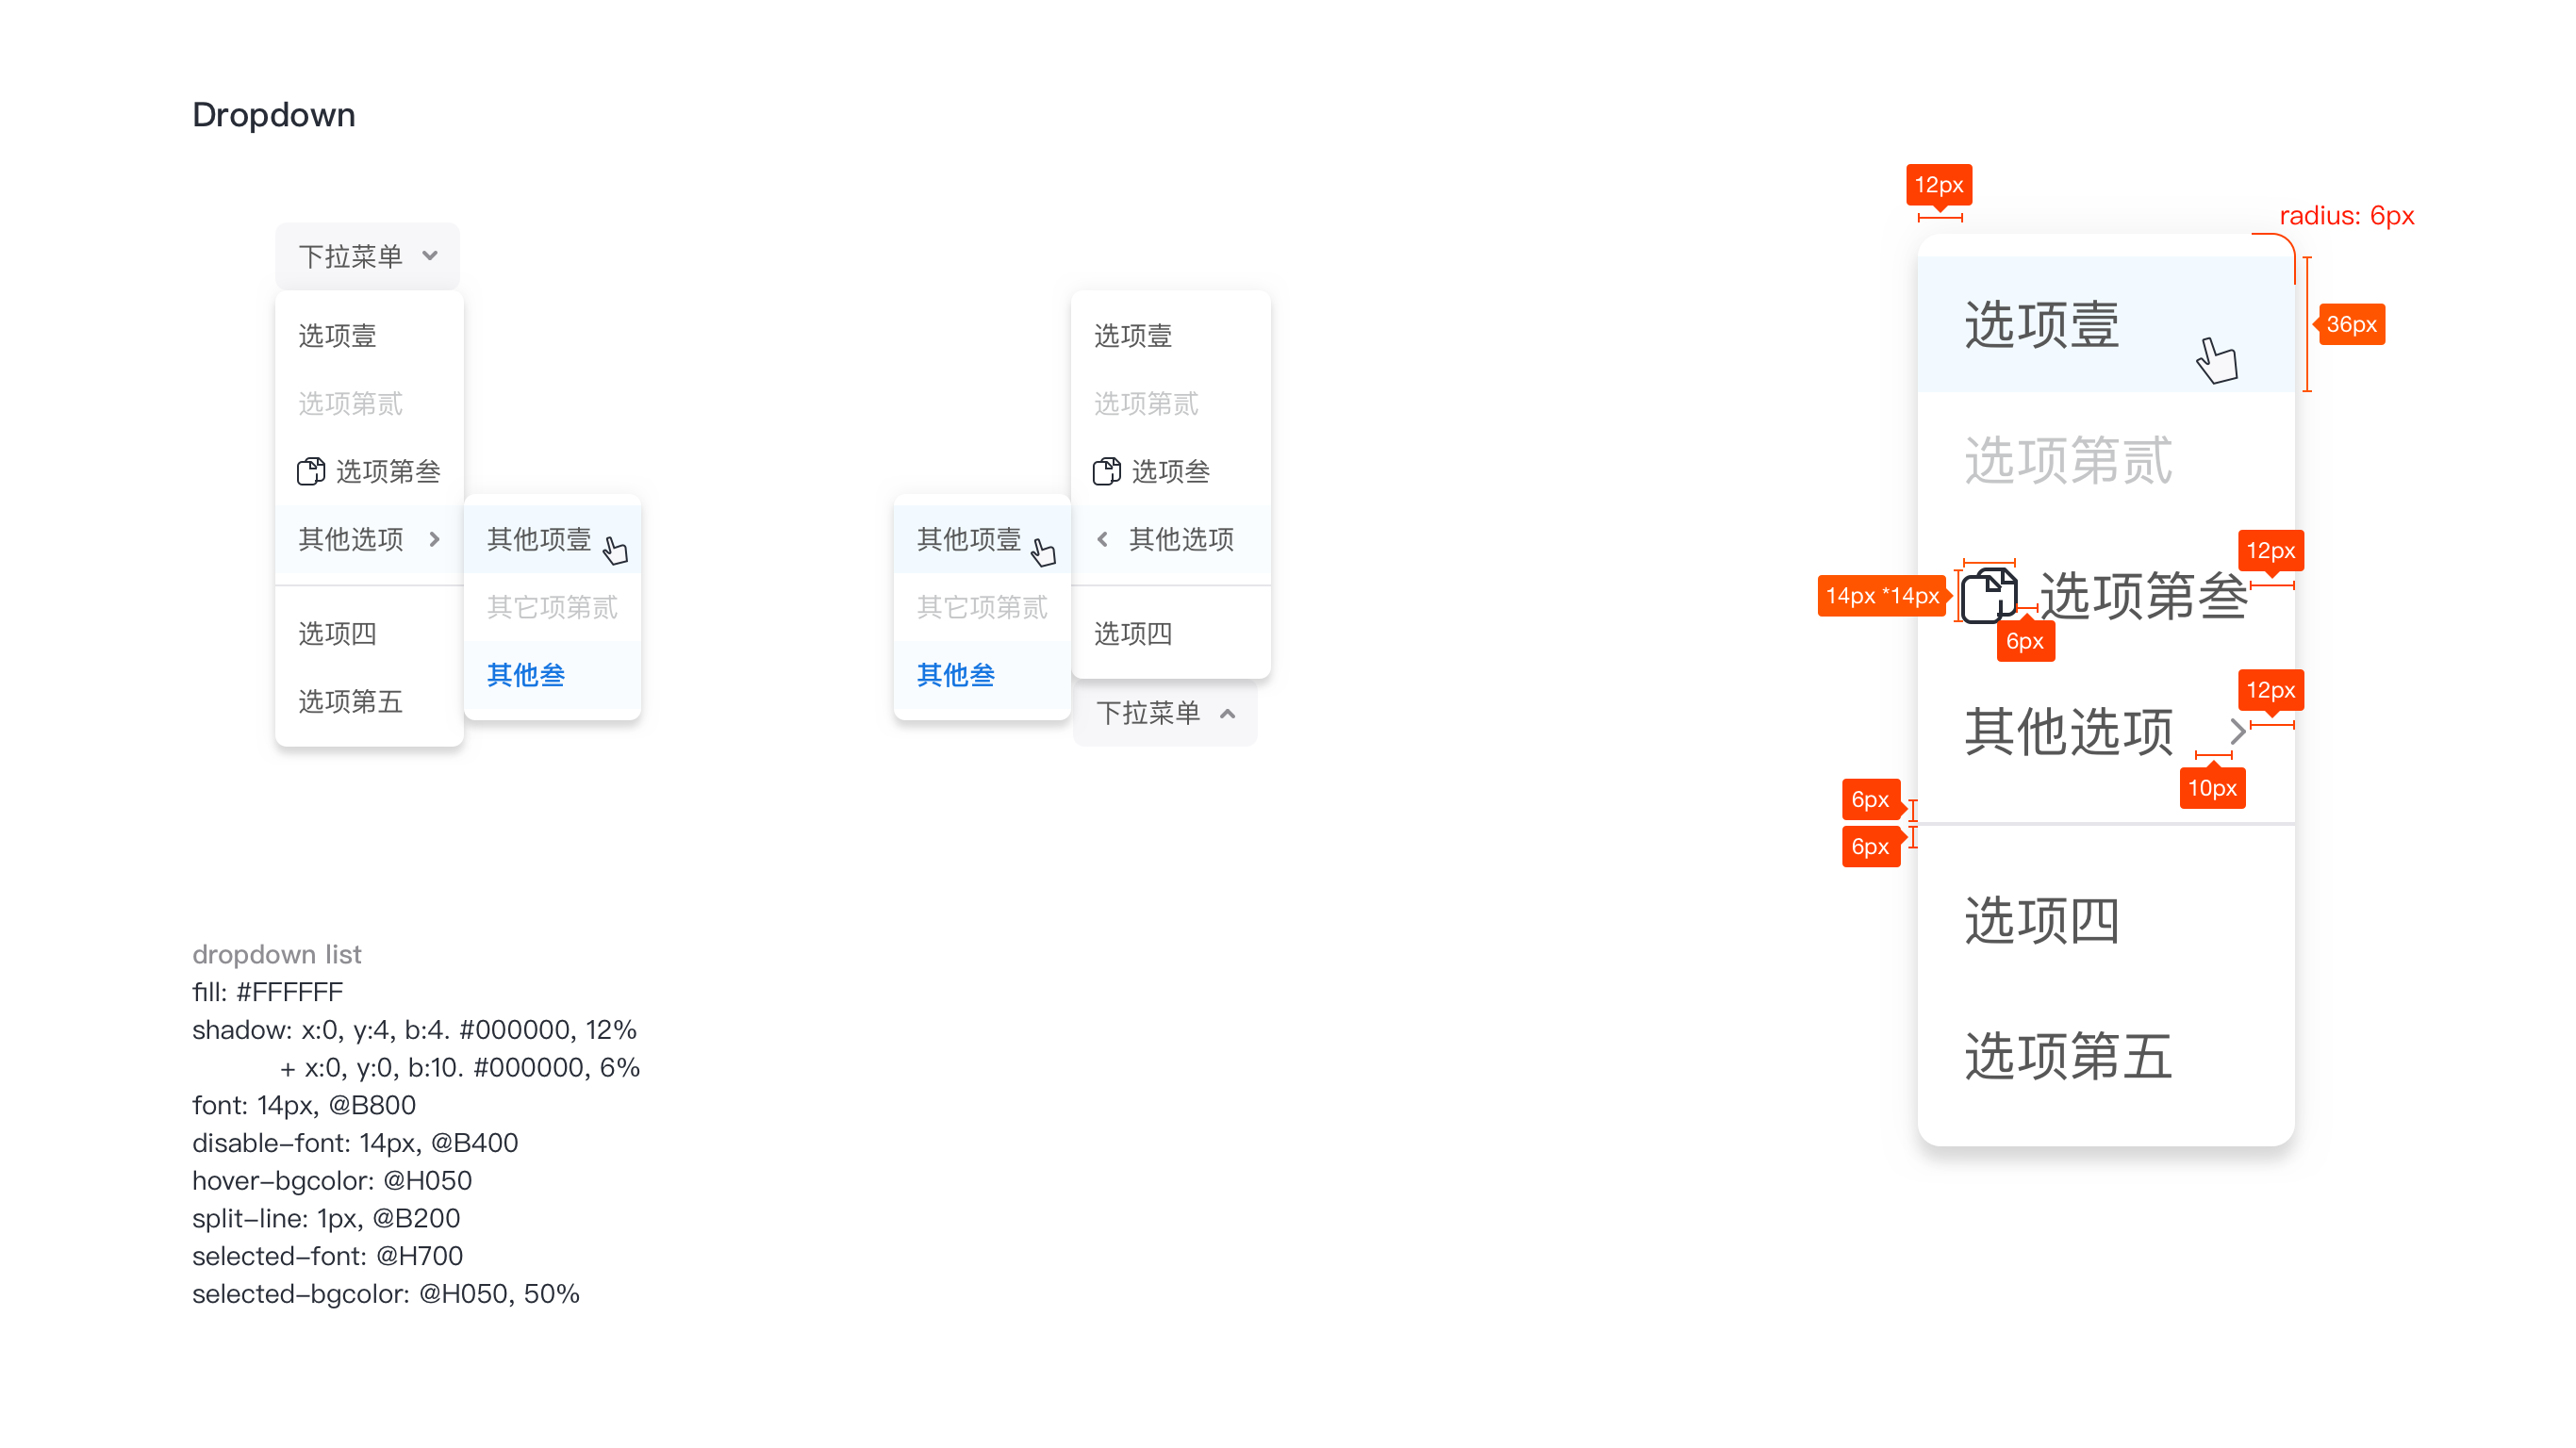 Dropdown
下拉菜单
选项壹
选项第贰
选项第叁
其他选项
选项四
选项第五
其他项壹
其它项第贰
其他叁
选项壹
选项第贰
选项叁
其他选项
选项四
其他项壹
其它项第贰
其他叁
下拉菜单
12px
radius: 6px
选项壹
36px
选项第贰
12px
14px *14px
选项第叁
6px
12px
其他选项
10px
6px
6px
选项四
选项第五
dropdown list
fill: #FFFFFF
shadow: x:0, y:4, b:4. #000000, 12%
+ x:0, y:0, b:10. #000000, 6%
font: 14px, @B800
disable-font: 14px, @B400
hover-bgcolor: @H050
split-line: 1px, @B200
selected-font: @H700
selected-bgcolor: @H050, 50%